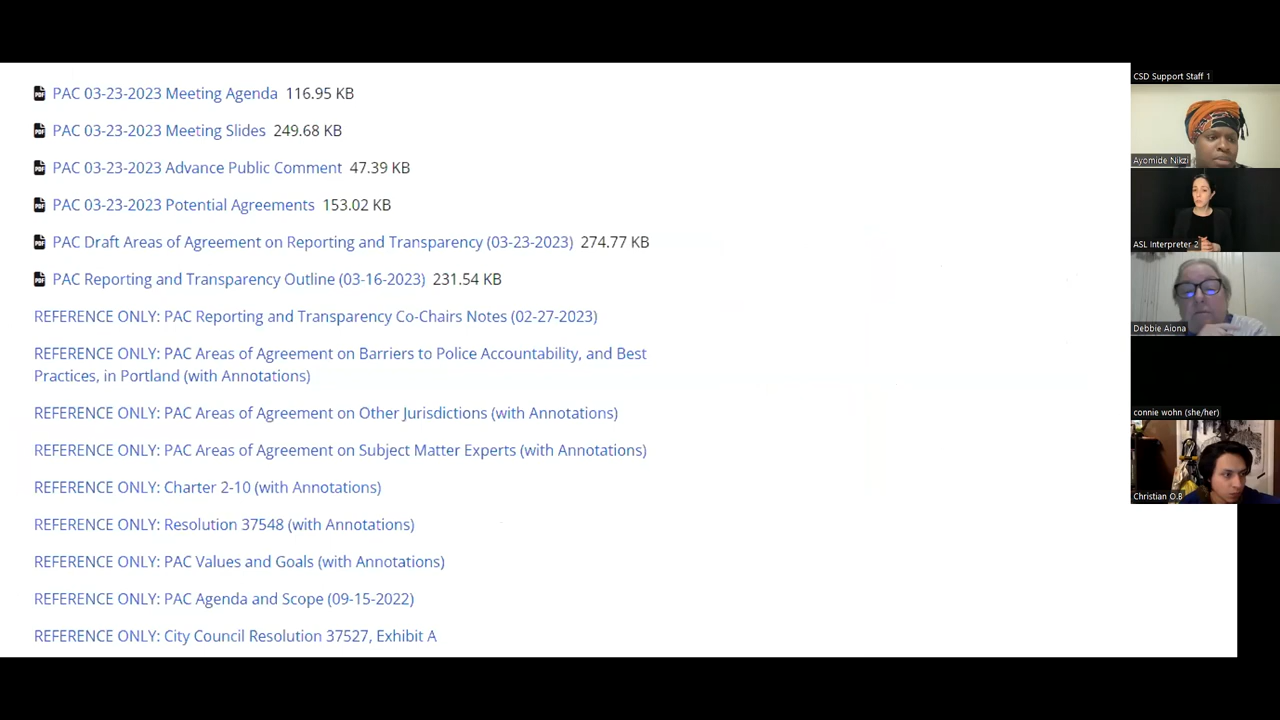 PAC 03-23-2023 Meeting Agenda 116.95 KB
PAC 03-23-2023 Meeting Slides 249.68 KB
PAC 03-23-2023 Advance Public Comment 47.39 KB
PAC 03-23-2023 Potential Agreements 153.02 KB
PAC Draft Areas of Agreement on Reporting and Transparency (03-23-2023) 274.77 KB
PAC Reporting and Transparency Outline (03-16-2023) 231.54 KB
REFERENCE ONLY: PAC Reporting and Transparency Co-Chairs Notes (02-27-2023)
REFERENCE ONLY: PAC Areas of Agreement on Barriers to Police Accountability, and Best
Practices, in Portland (with Annotations)
REFERENCE ONLY: PAC Areas of Agreement on Other Jurisdictions (with Annotations)
REFERENCE ONLY: PAC Areas of Agreement on Subject Matter Experts (with Annotations)
REFERENCE ONLY: Charter 2-10 (with Annotations)
REFERENCE ONLY: Resolution 37548 (with Annotations)
REFERENCE ONLY: PAC Values and Goals (with Annotations)
REFERENCE ONLY: PAC Agenda and Scope (09-15-2022)
REFERENCE ONLY: City Council Resolution 37527, Exhibit A
CSD Support Staff 1
Ayomide Nikzi
ASL Interpreter 2
Debbie Aiona
connie wohn (she/her)
Christian O.B